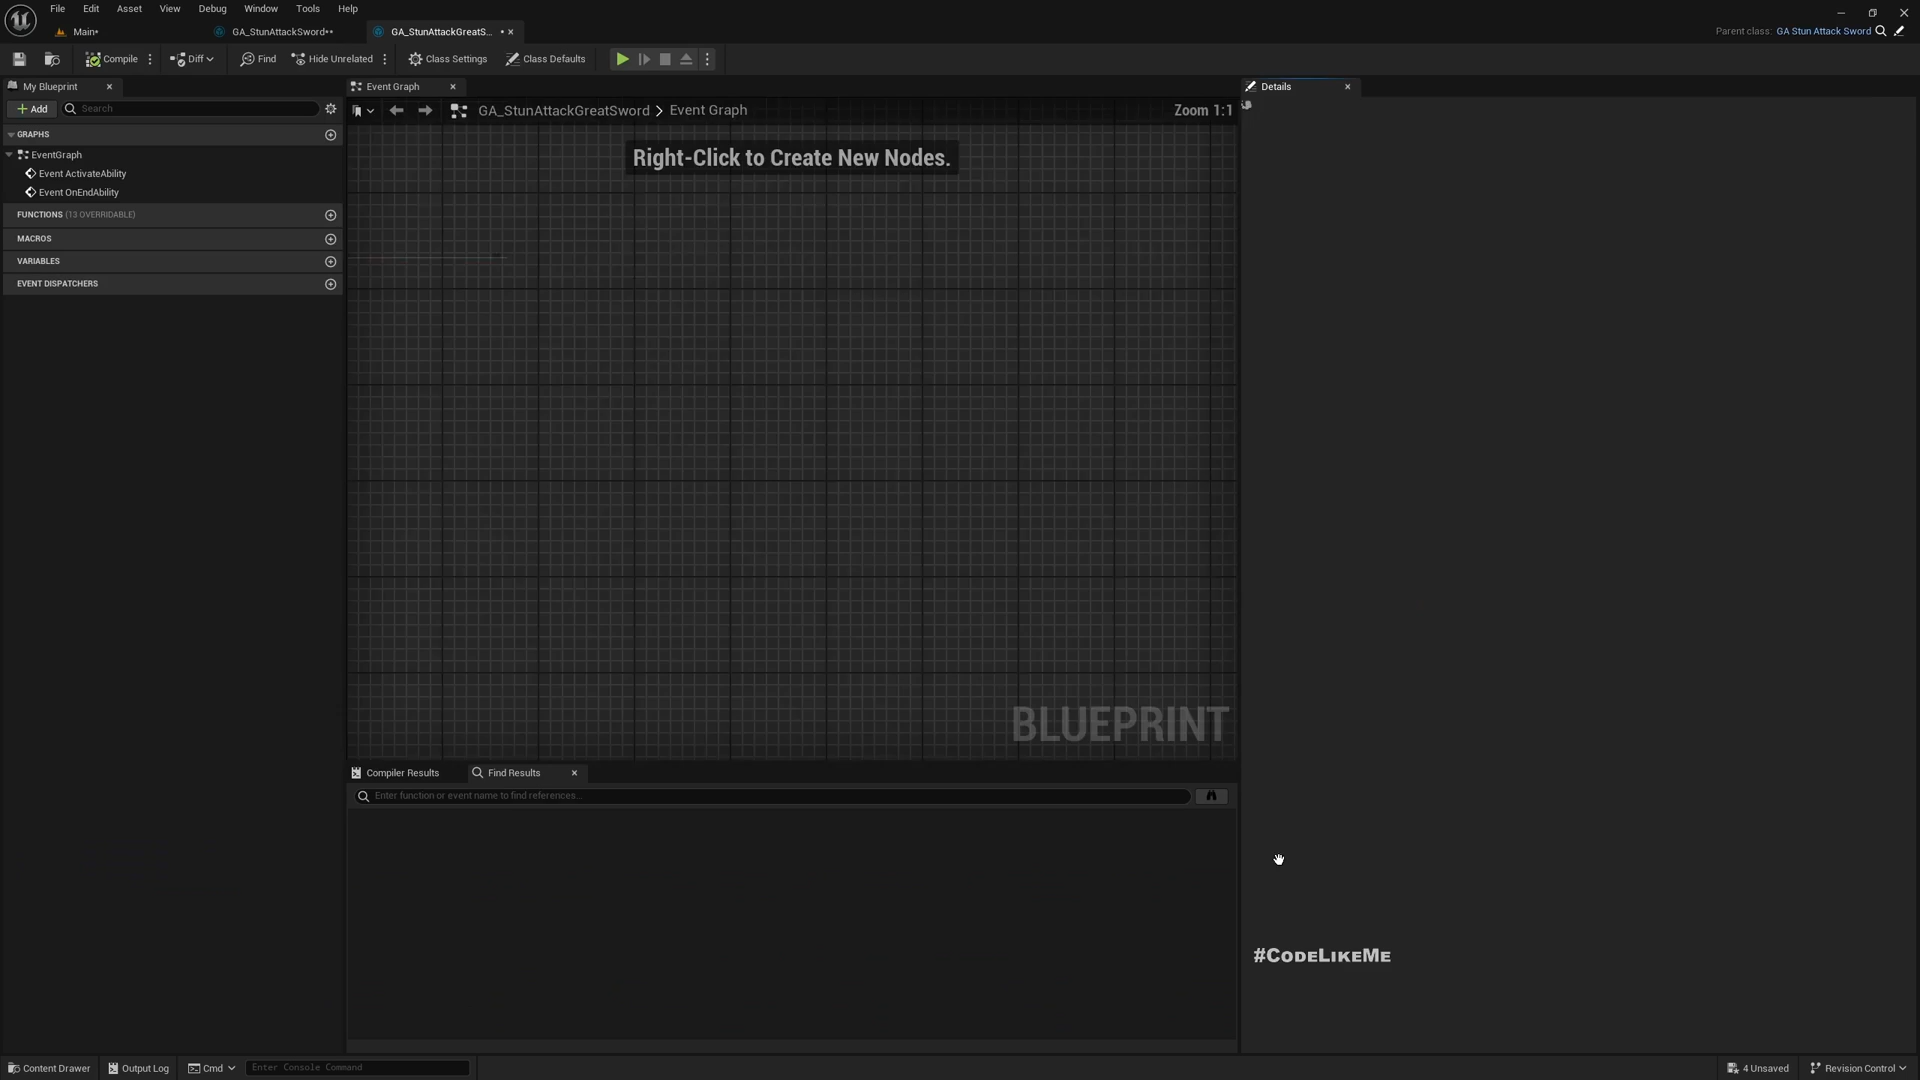 File Edit Asset View Debug Window Tools Help
Main•
GA_StunAttackSword••
GA_StunAttackGreatS... •
Parent class: GA Stun Attack Sword
Compile
Diff
Find
Hide Unrelated
Class Settings
Class Defaults
My Blueprint
Event Graph
Details
+ Add
Search
GA_StunAttackGreatSword > Event Graph
Zoom 1:1
GRAPHS
Right-Click to Create New Nodes.
EventGraph
Event ActivateAbility
Event OnEndAbility
FUNCTIONS (13 OVERRIDABLE)
MACROS
VARIABLES
EVENT DISPATCHERS
BLUEPRINT
Compiler Results
Find Results
Enter function or event name to find references...
#CodeLikeMe
Content Drawer
Output Log
Cmd
Enter Console Command
4 Unsaved
Revision Control